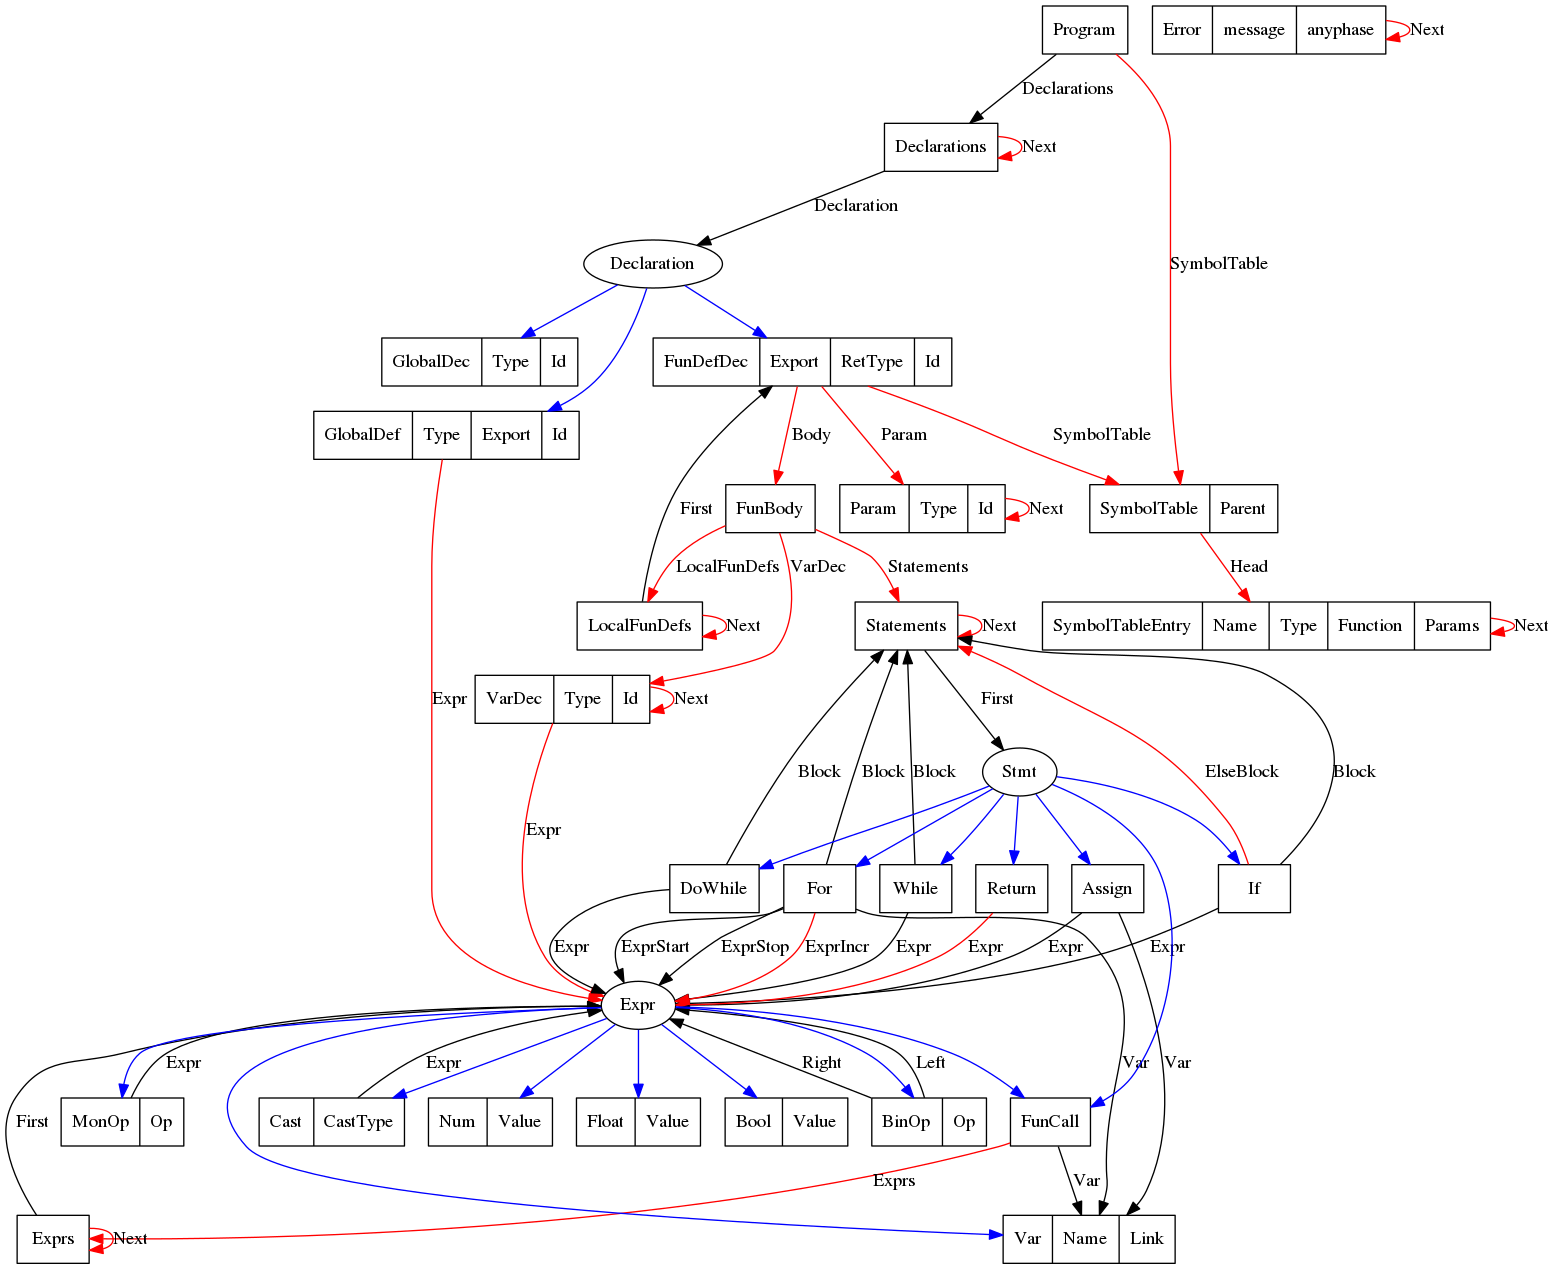 Program
Error message anyphase Next
Declarations
Declarations Next
Declaration
Declaration SymbolTable
GlobalDec Type Id
FunDefDec Export RetType Id
GlobalDef Type Export Id
Body Param SymbolTable
First FunBody Param Type Id Next
SymbolTable Parent
LocalFunDefs VarDec Statements Head
LocalFunDefs Next
Statements Next
SymbolTableEntry Name Type Function Params Next
Expr VarDec Type Id Next First
Block Block Block Stmt ElseBlock Block
Expr
DoWhile For While Return Assign If
Expr ExprStart ExprStop ExprIncr Expr Expr Expr Expr
Expr
Expr Expr Right Left Var Var
First MonOp Op
Cast CastType
Num Value
Float Value
Bool Value
BinOp Op
FunCall
Exprs Var
Exprs Next
Var Name Link